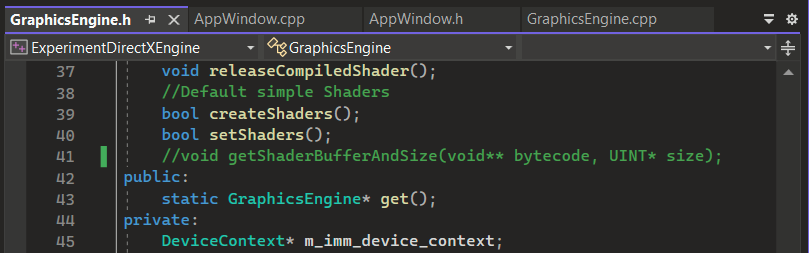 GraphicsEngine.h AppWindow.cpp AppWindow.h GraphicsEngine.cpp
ExperimentDirectXEngine GraphicsEngine
37 void releaseCompiledShader();
38 //Default simple Shaders
39 bool createShaders();
40 bool setShaders();
41 //void getShaderBufferAndSize(void** bytecode, UINT* size);
42 public:
43 static GraphicsEngine* get();
44 private:
45 DeviceContext* m_imm_device_context;